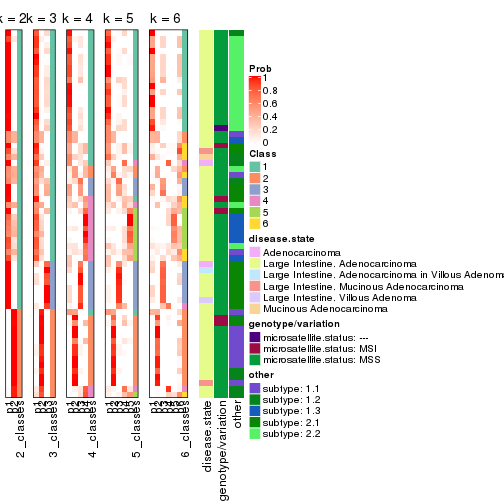 k = 2 k = 3 k = 4 k = 5 k = 6
Prob
1
0.8
0.6
0.4
0.2
0
Class
1
2
3
4
5
6
disease.state
Adenocarcinoma
Large Intestine. Adenocarcinoma
Large Intestine. Adenocarcinoma in Villous Adenom
Large Intestine. Mucinous Adenocarcinoma
Large Intestine. Villous Adenoma
Mucinous Adenocarcinoma
genotype/variation
microsatellite.status: ---
microsatellite.status: MSI
microsatellite.status: MSS
other
subtype: 1.1
subtype: 1.2
subtype: 1.3
subtype: 2.1
subtype: 2.2
2_classes
3_classes
4_classes
5_classes
6_classes
disease.state
genotype/variation
other